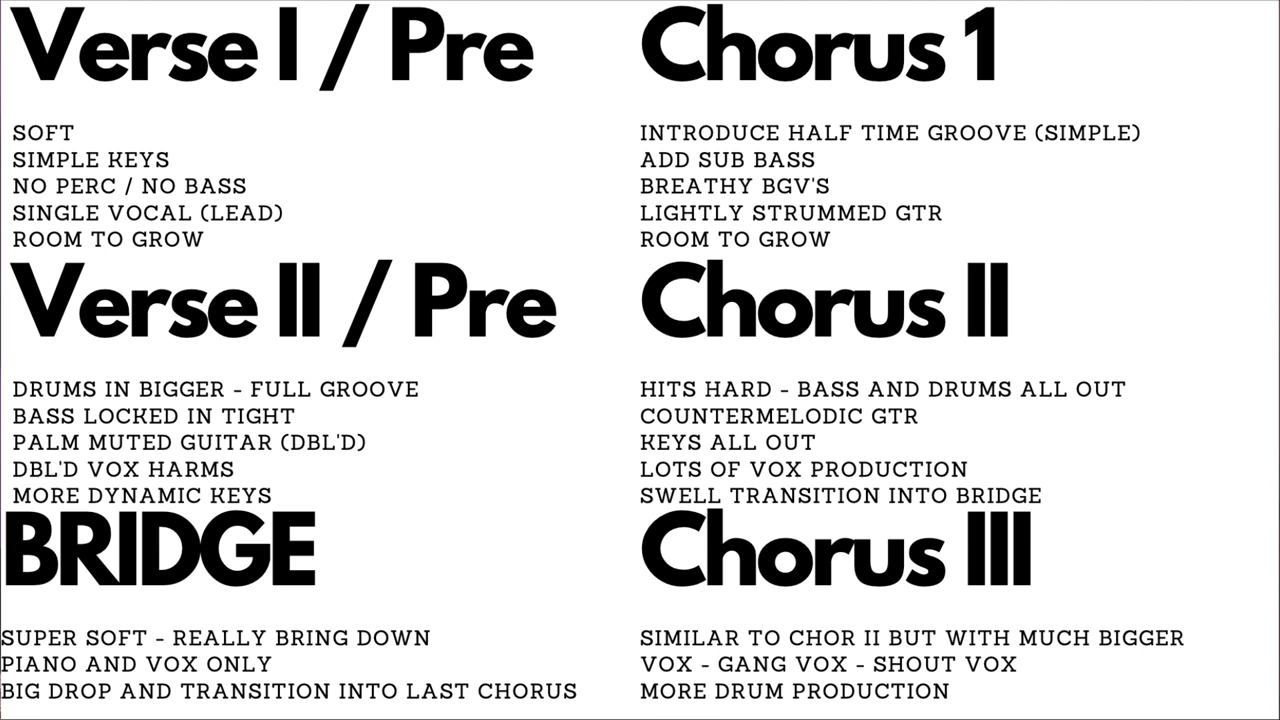 Verse I / Pre
SOFT
SIMPLE KEYS
NO PERC / NO BASS
SINGLE VOCAL (LEAD)
ROOM TO GROW
Chorus 1
INTRODUCE HALF TIME GROOVE (SIMPLE)
ADD SUB BASS
BREATHY BGV'S
LIGHTLY STRUMMED GTR
ROOM TO GROW
Verse II / Pre
DRUMS IN BIGGER - FULL GROOVE
BASS LOCKED IN TIGHT
PALM MUTED GUITAR (DBL'D)
DBL'D VOX HARMS
MORE DYNAMIC KEYS
Chorus II
HITS HARD - BASS AND DRUMS ALL OUT
COUNTERMELODIC GTR
KEYS ALL OUT
LOTS OF VOX PRODUCTION
SWELL TRANSITION INTO BRIDGE
BRIDGE
SUPER SOFT - REALLY BRING DOWN
PIANO AND VOX ONLY
BIG DROP AND TRANSITION INTO LAST CHORUS
Chorus III
SIMILAR TO CHOR II BUT WITH MUCH BIGGER
VOX - GANG VOX - SHOUT VOX
MORE DRUM PRODUCTION